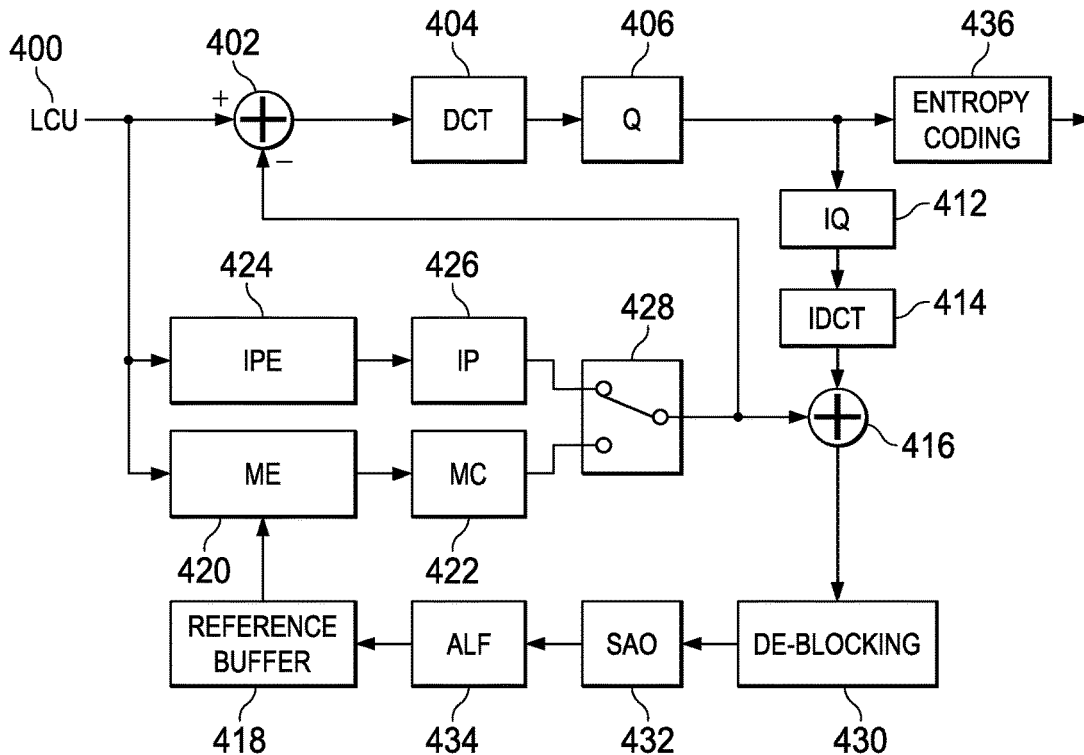 400
402
404
406
436
LCU
+
−
DCT
Q
ENTROPY
CODING
IQ
412
424
426
428
IDCT
414
IPE
IP
416
ME
MC
420
422
REFERENCE
BUFFER
ALF
SAO
DE-BLOCKING
418
434
432
430